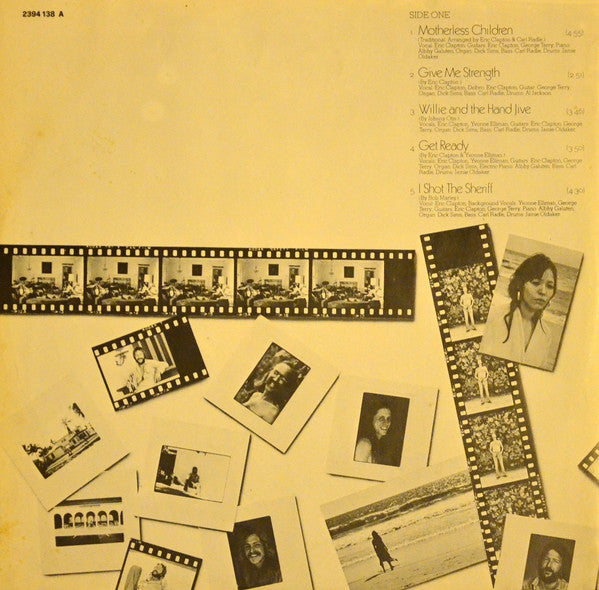 2394 138 A
SIDE ONE
1 Motherless Children (4 55)
(Traditional: Arranged by Eric Clapton & Carl Radle)
Vocal: Eric Clapton, Guitars: Eric Clapton, George Terry, Piano:
Albby Galuten, Organ: Dick Sims, Bass: Carl Radle, Drums: Jamie
Oldaker
2 Give Me Strength (2 51)
(By Eric Clapton)
Vocal: Eric Clapton, Dobro: Eric Clapton, Guitar: George Terry,
Organ: Dick Sims, Bass: Carl Radle, Drums: Al Jackson
3 Willie and the Hand Jive (3 46)
(By Johnny Otis)
Vocals: Eric Clapton, Yvonne Elliman, Guitars: Eric Clapton, George
Terry, Organ: Dick Sims, Bass: Carl Radle, Drums: Jamie Oldaker
4 Get Ready (3 50)
(By Eric Clapton & Yvonne Elliman)
Vocals: Eric Clapton, Yvonne Elliman, Guitars: Eric Clapton, George
Terry, Organ: Dick Sims, Electric Piano: Albby Galuten, Bass: Carl
Radle, Drums: Jamie Oldaker
5 I Shot The Sheriff (4 30)
(By Bob Marley)
Vocal: Eric Clapton, Background Vocals: Yvonne Elliman, George
Terry, Guitars: Eric Clapton, George Terry, Piano: Albby Galuten,
Organ: Dick Sims, Bass: Carl Radle, Drums: Jamie Oldaker